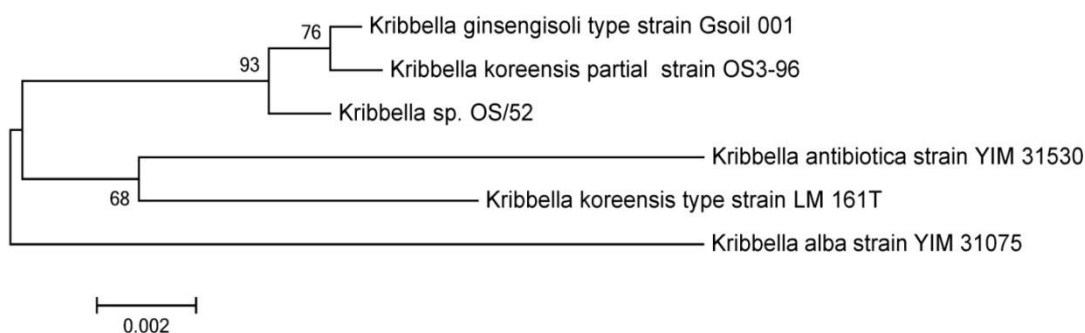 76
Kribbella ginsengisoli type strain Gsoil 001
Kribbella koreensis partial strain OS3-96
93
Kribbella sp. OS/52
Kribbella antibiotica strain YIM 31530
68
Kribbella koreensis type strain LM 161T
Kribbella alba strain YIM 31075
0.002